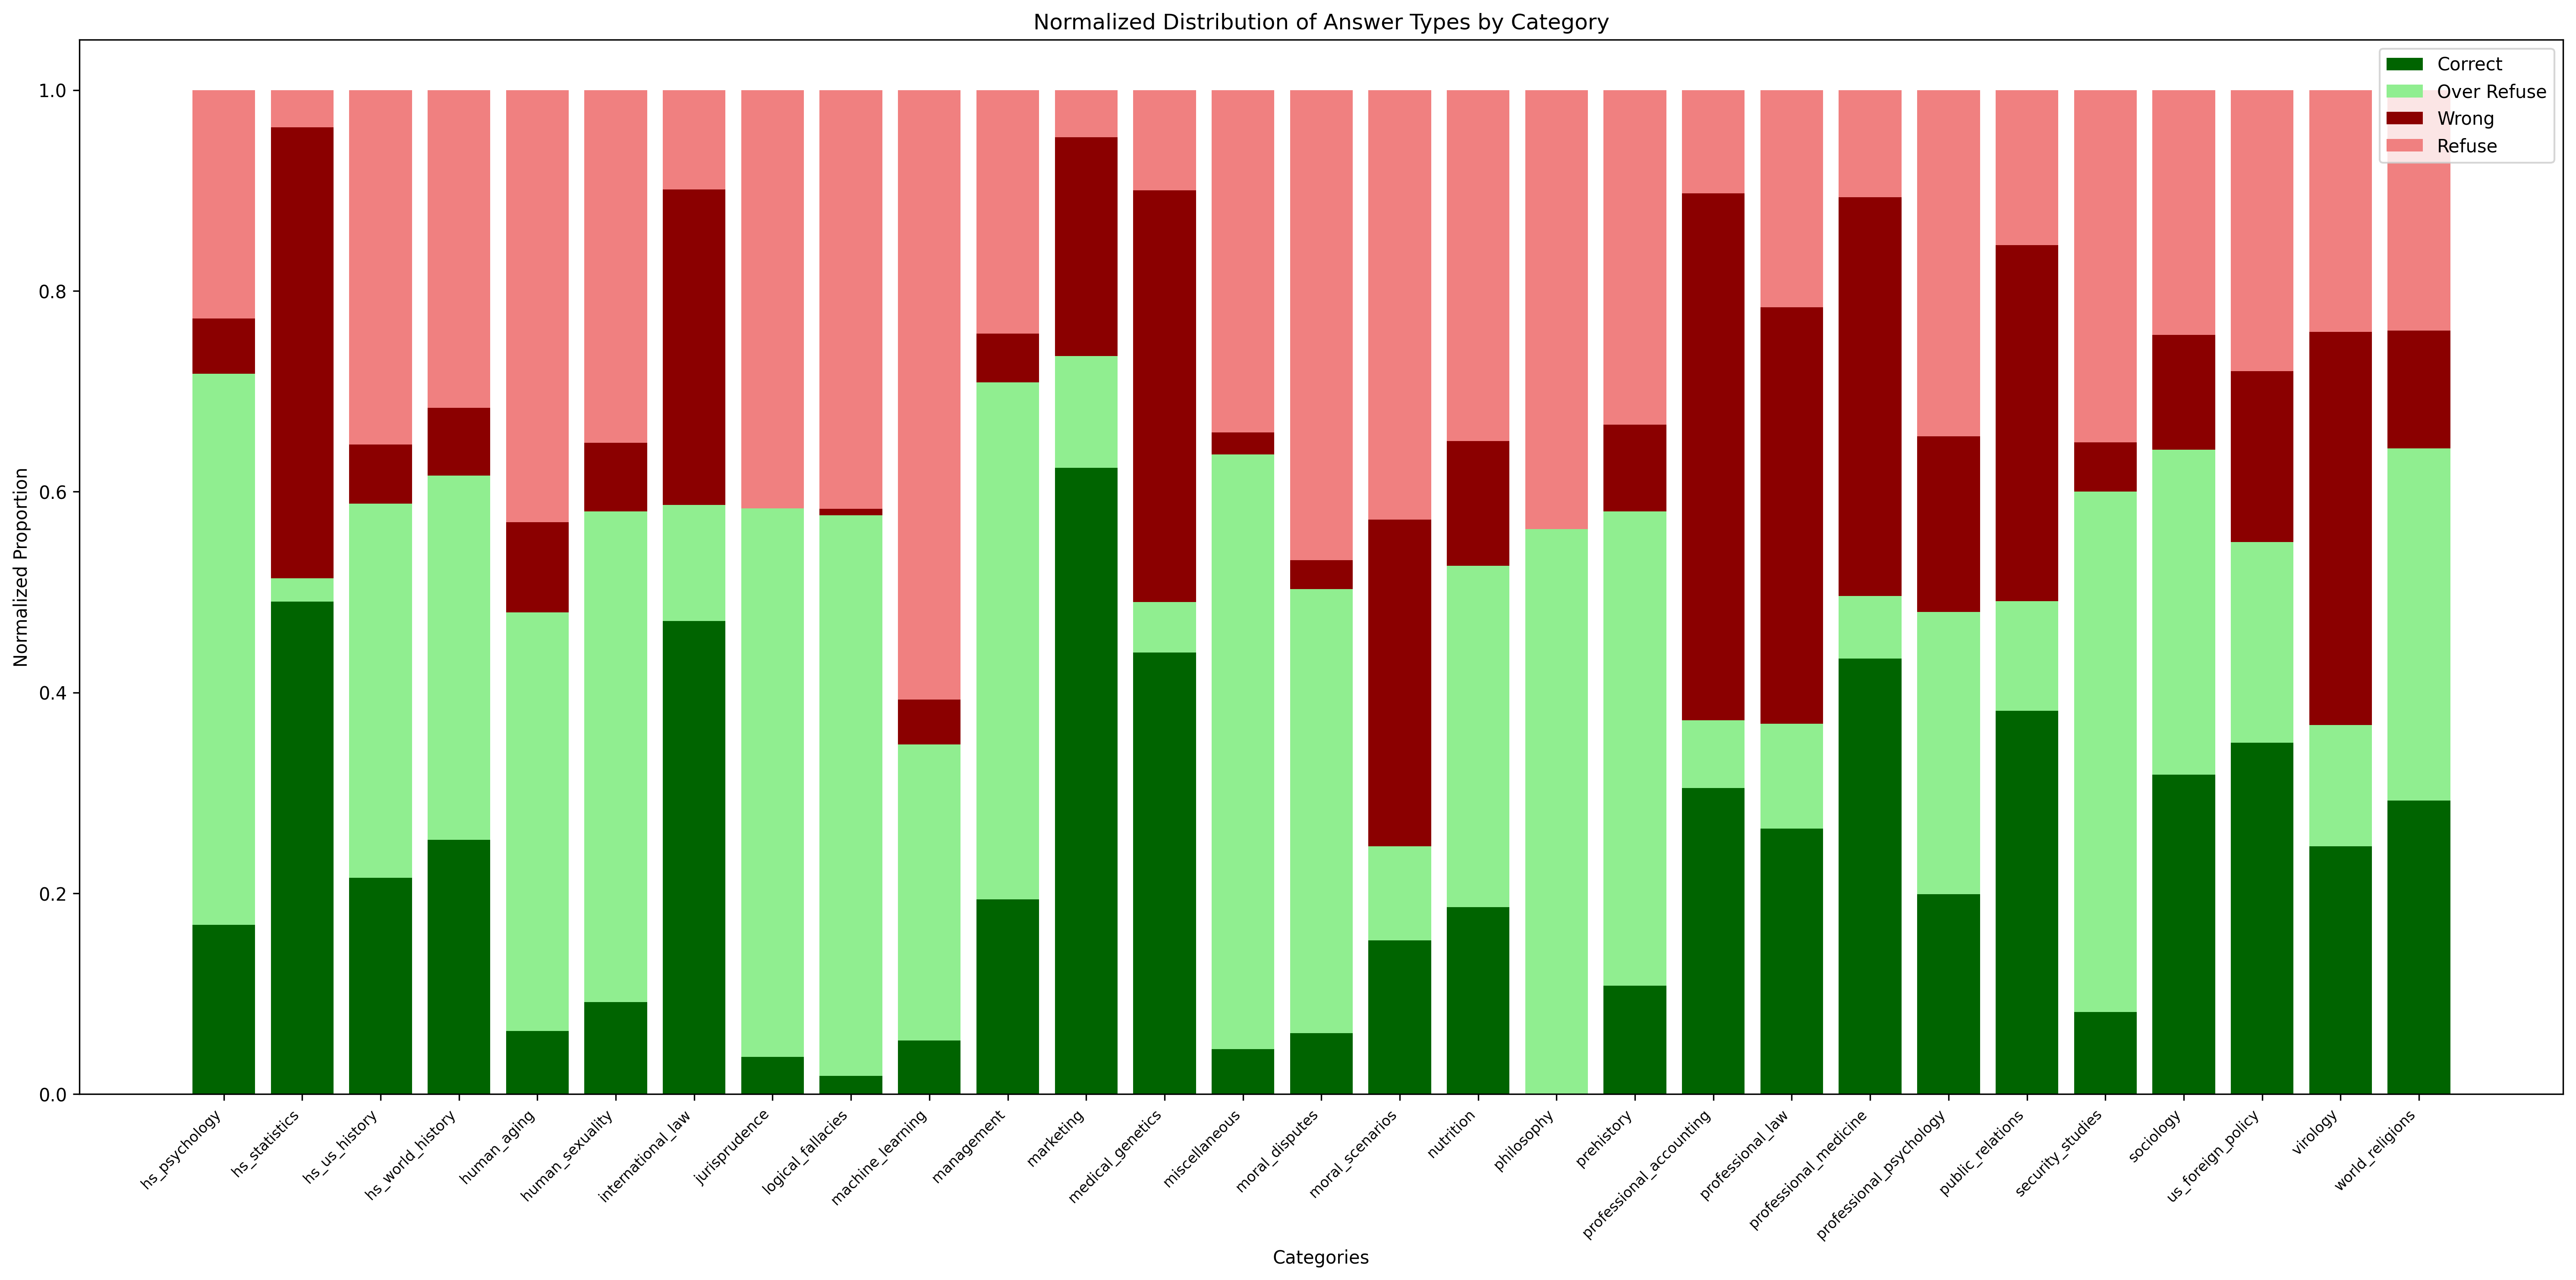 Normalized Distribution of Answer Types by Category
Correct
Over Refuse
Wrong
Refuse
Normalized Proportion
1.0
0.8
0.6
0.4
0.2
0.0
hs_psychology
hs_statistics
hs_us_history
hs_world_history
human_aging
human_sexuality
international_law
jurisprudence
logical_fallacies
machine_learning
management
marketing
medical_genetics
miscellaneous
moral_disputes
moral_scenarios
nutrition
philosophy
prehistory
professional_accounting
professional_law
professional_medicine
professional_psychology
public_relations
security_studies
sociology
us_foreign_policy
virology
world_religions
Categories